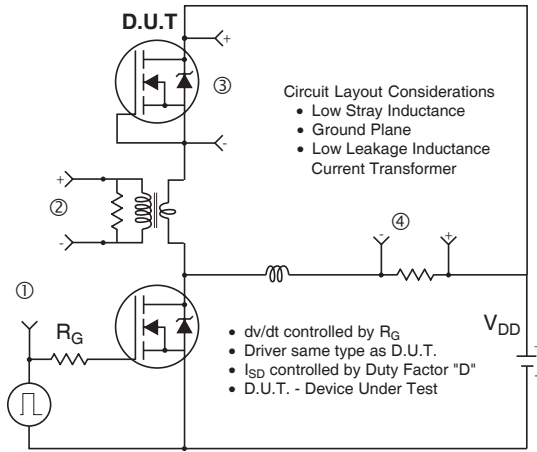 D.U.T
+
③
Circuit Layout Considerations
• Low Stray Inductance
• Ground Plane
• Low Leakage Inductance
Current Transformer
-
+
②
-
④
-
+
①
RG
VDD
• dv/dt controlled by RG
• Driver same type as D.U.T.
• ISD controlled by Duty Factor "D"
• D.U.T. - Device Under Test
+
-